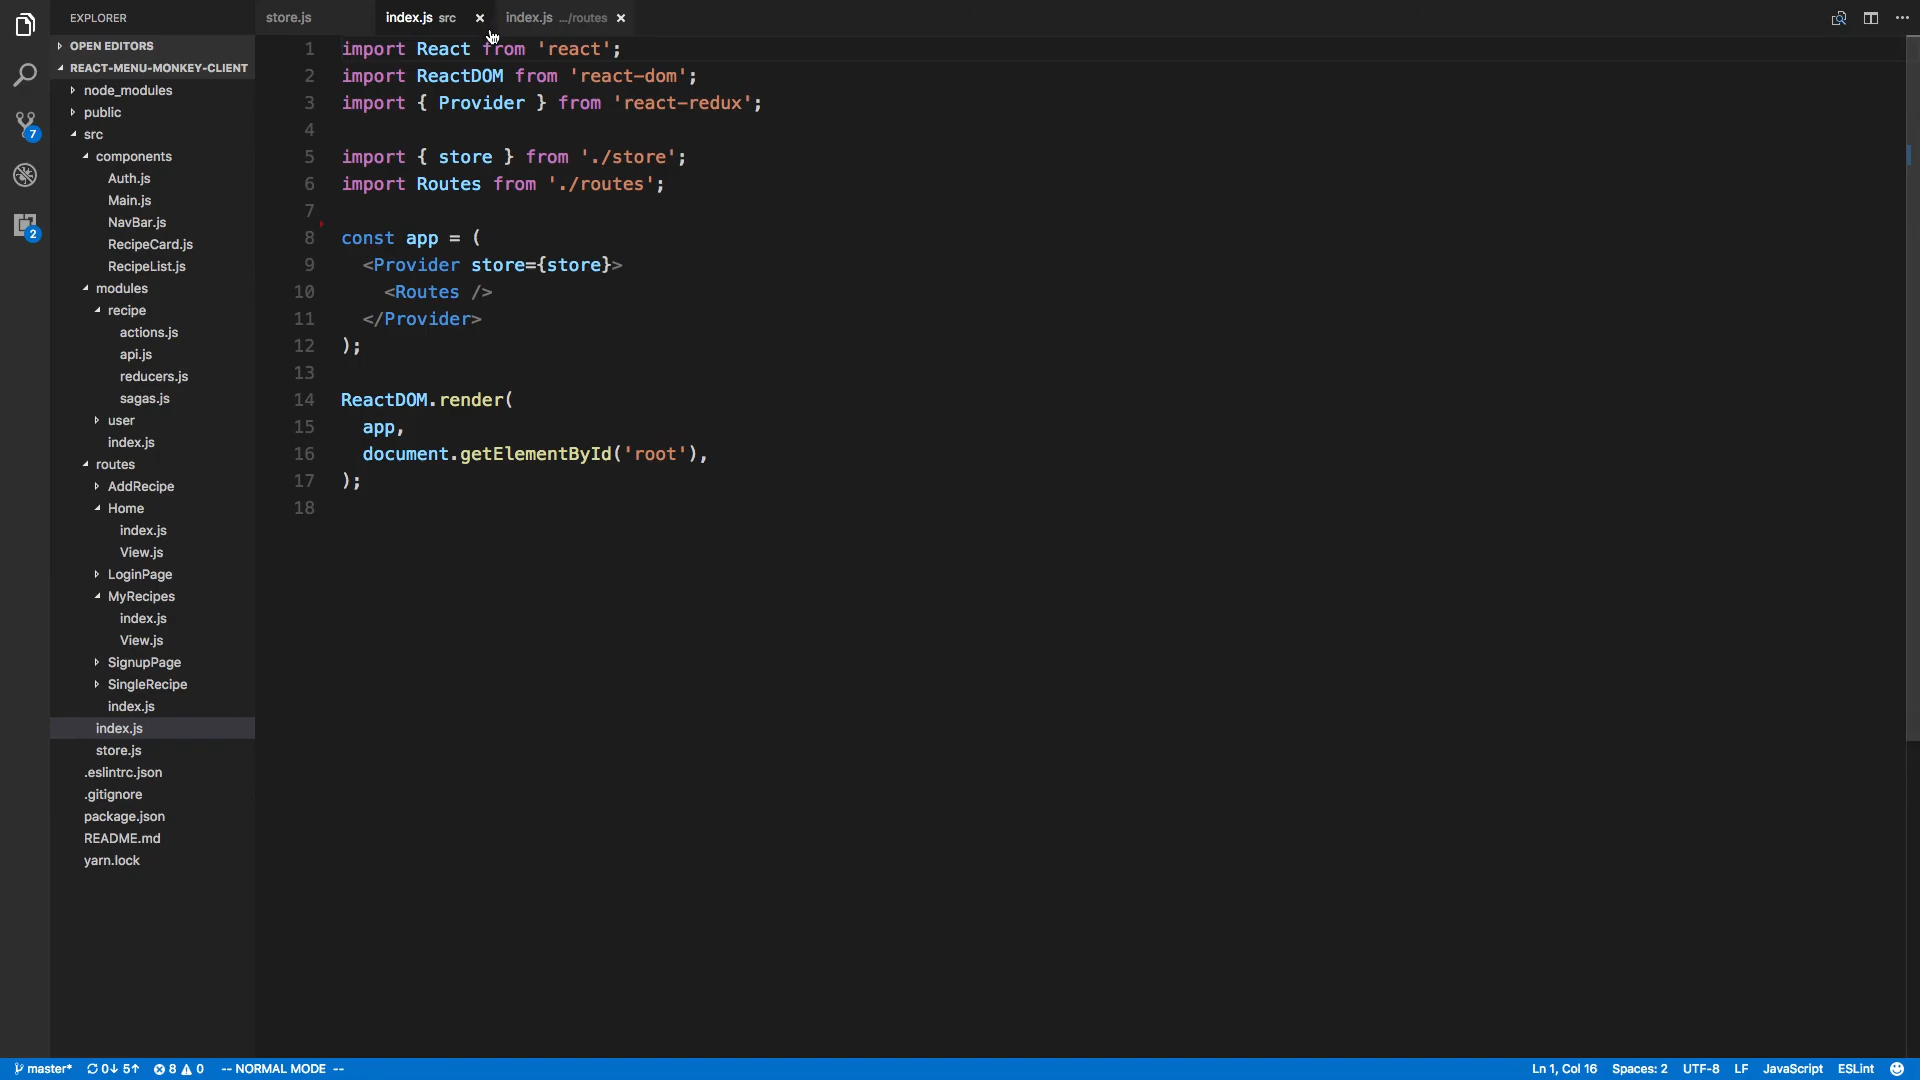 EXPLORER
OPEN EDITORS
REACT-MENU-MONKEY-CLIENT
node_modules
public
src
components
Auth.js
Main.js
NavBar.js
RecipeCard.js
RecipeList.js
modules
recipe
actions.js
api.js
reducers.js
sagas.js
user
index.js
routes
AddRecipe
Home
index.js
View.js
LoginPage
MyRecipes
index.js
View.js
SignupPage
SingleRecipe
index.js
index.js
store.js
.eslintrc.json
.gitignore
package.json
README.md
yarn.lock
7
2
store.js index.js src × index.js .../routes ×
1 import React from 'react';
2 import ReactDOM from 'react-dom';
3 import { Provider } from 'react-redux';
4
5 import { store } from './store';
6 import Routes from './routes';
7
8 const app = (
9 <Provider store={store}>
10 <Routes />
11 </Provider>
12 );
13
14 ReactDOM.render(
15 app,
16 document.getElementById('root'),
17 );
18
master* 0↓ 5↑ 8 0 -- NORMAL MODE -- Ln 1, Col 16 Spaces: 2 UTF-8 LF JavaScript ESLint